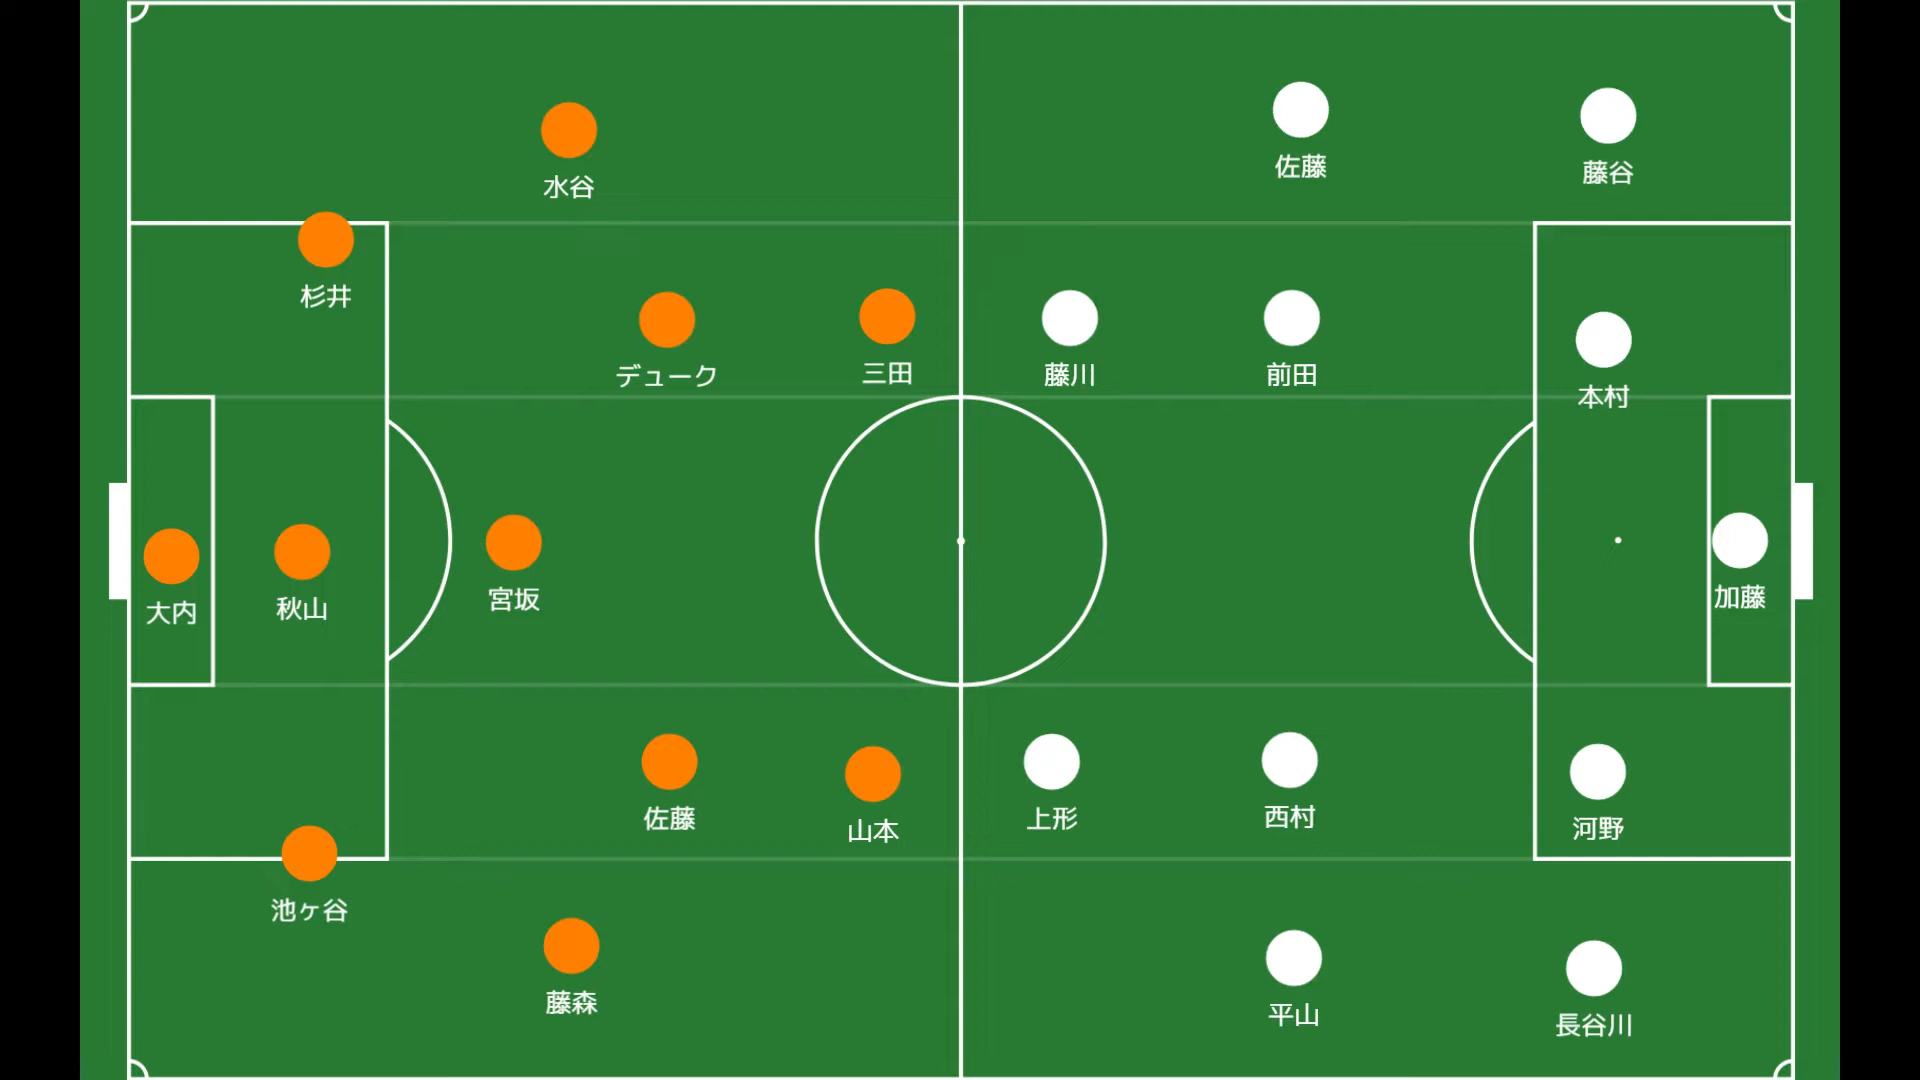 佐藤
藤谷
水谷
杉井
デューク
三田
藤川
前田
本村
大内
秋山
宮坂
加藤
佐藤
山本
上形
西村
河野
池ヶ谷
藤森
平山
長谷川